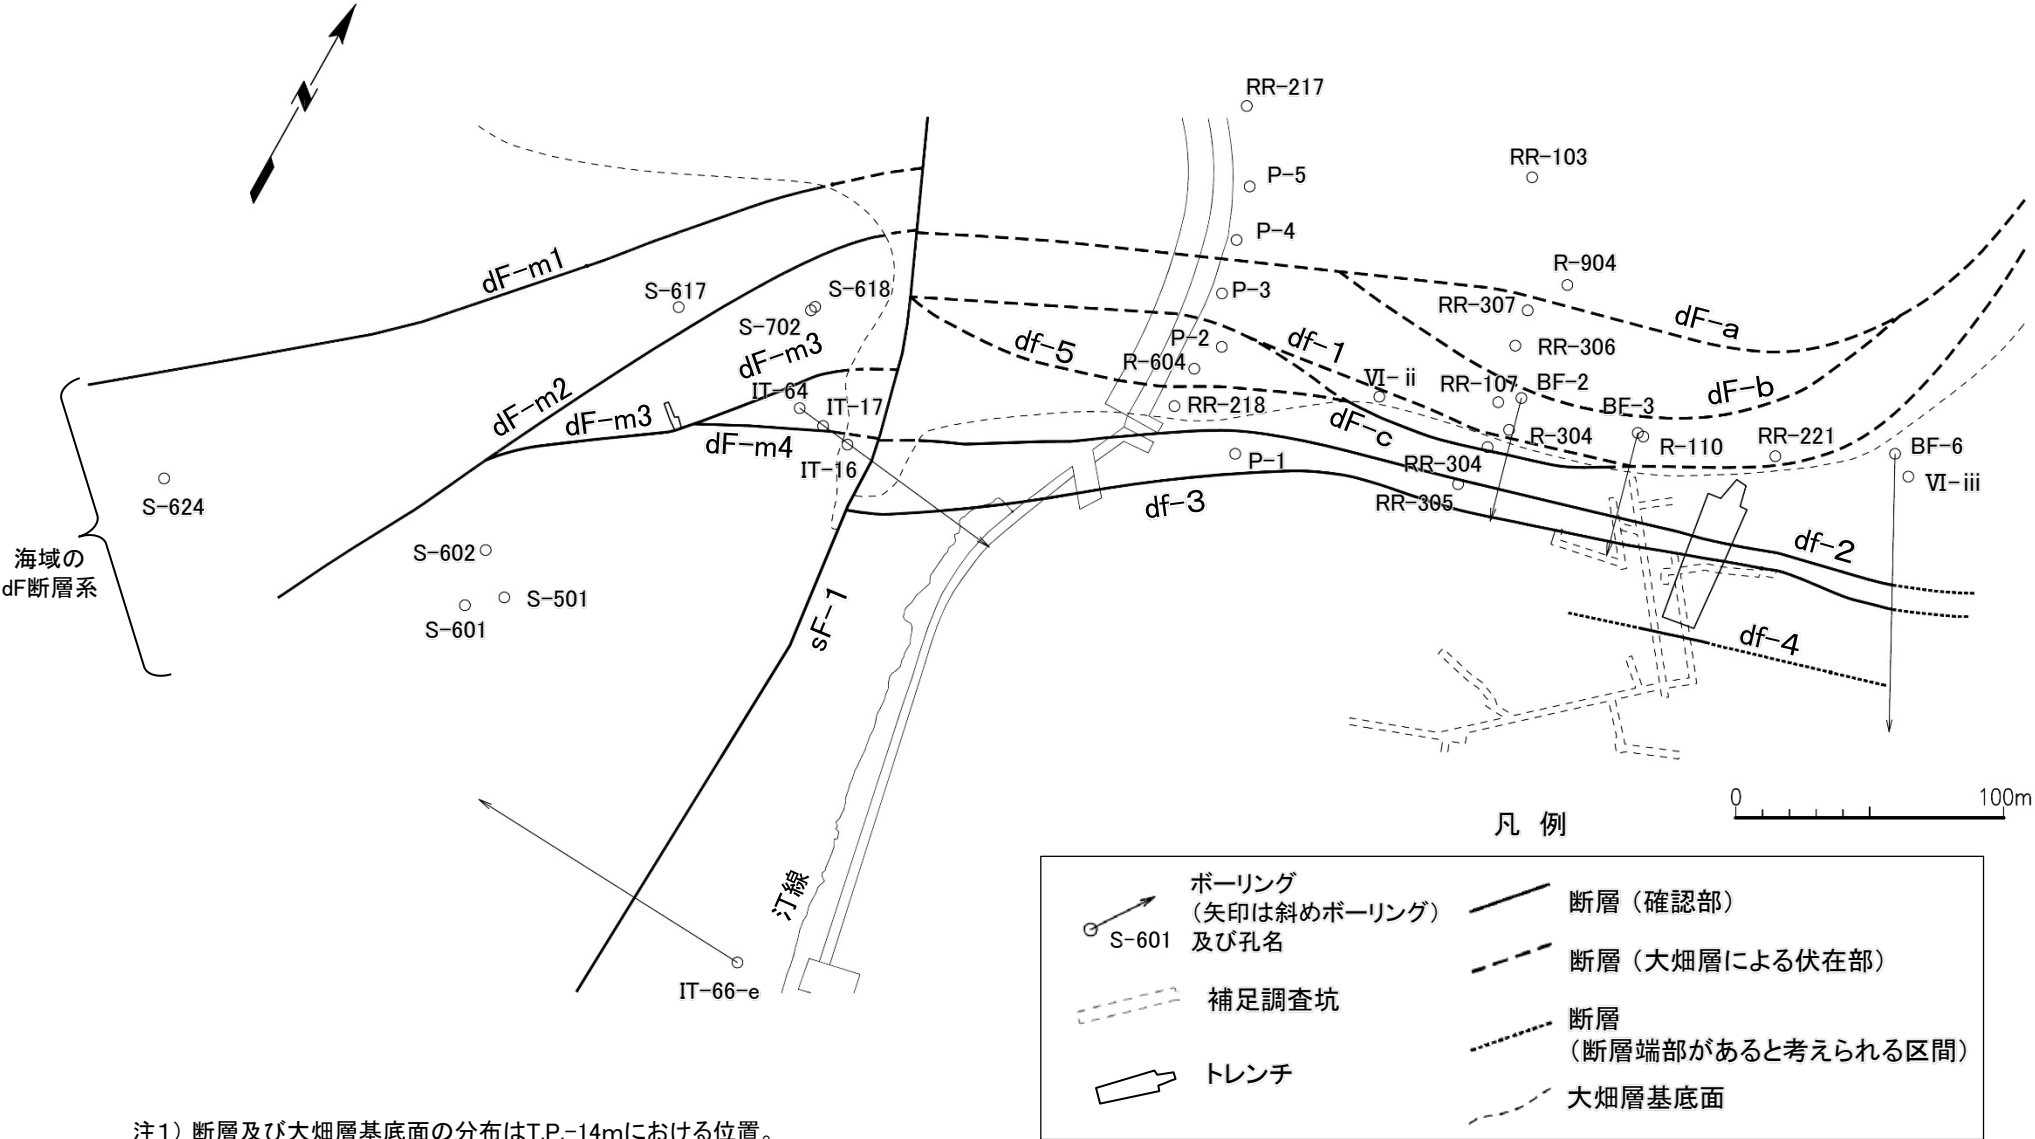 RR-217
RR-103
P-5
P-4
R-904
dF-m1
S-617
S-618
P-3
RR-307
dF-a
S-702
P-2
df-1
df-5
RR-306
dF-m3
R-604
VI-ii
RR-107
BF-2
dF-b
IT-64
dF-m2
IT-17
RR-218
BF-3
dF-m3
dF-c
R-304
RR-221
dF-m4
R-110
BF-6
IT-16
P-1
RR-304
VI-iii
S-624
df-3
RR-305
海域の
dF断層系
S-602
df-2
S-501
S-601
sF-1
df-4
0
100m
凡 例
汀線
IT-66-e
ボーリング
(矢印は斜めボーリング)
及び孔名
S-601
断層(確認部)
断層(大畑層による伏在部)
補足調査坑
断層
(断層端部があると考えられる区間)
トレンチ
大畑層基底面
注1) 断層及び大畑層基底面の分布はT.P.-14mにおける位置。